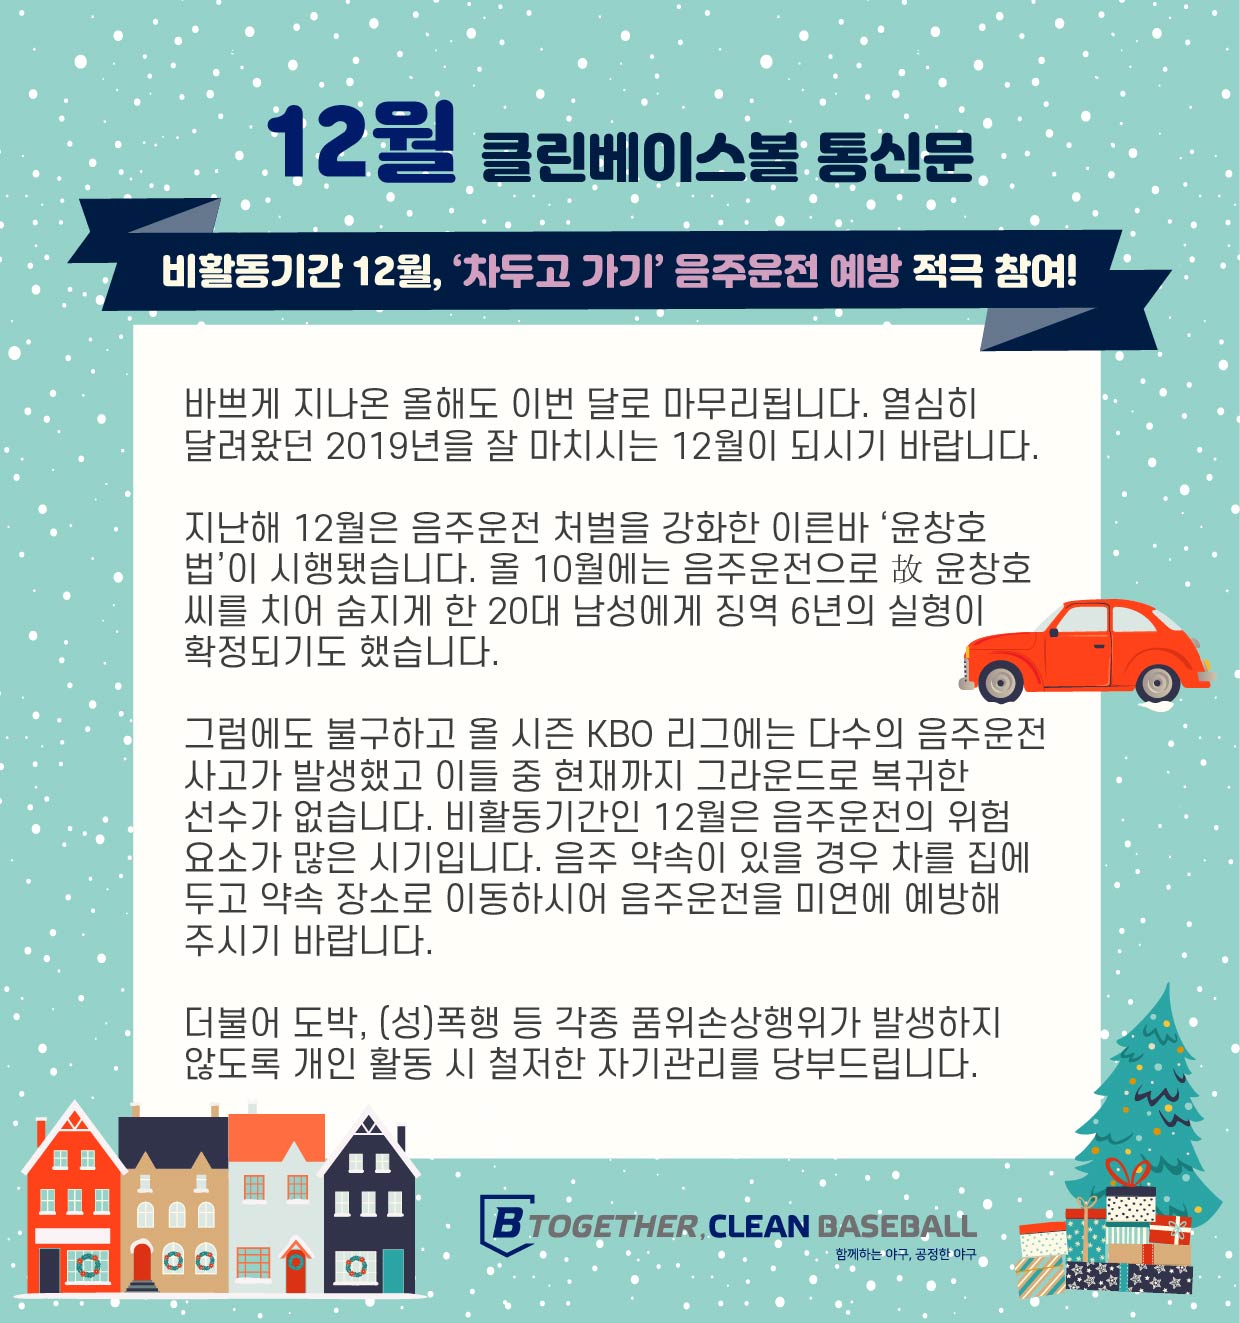 12월 클린베이스볼 통신문
비활동기간 12월, ‘차두고 가기’ 음주운전 예방 적극 참여!
바쁘게 지나온 올해도 이번 달로 마무리됩니다. 열심히
달려왔던 2019년을 잘 마치시는 12월이 되시기 바랍니다.
지난해 12월은 음주운전 처벌을 강화한 이른바 ‘윤창호
법’이 시행됐습니다. 올 10월에는 음주운전으로 故 윤창호
씨를 치어 숨지게 한 20대 남성에게 징역 6년의 실형이
확정되기도 했습니다.
그럼에도 불구하고 올 시즌 KBO 리그에는 다수의 음주운전
사고가 발생했고 이들 중 현재까지 그라운드로 복귀한
선수가 없습니다. 비활동기간인 12월은 음주운전의 위험
요소가 많은 시기입니다. 음주 약속이 있을 경우 차를 집에
두고 약속 장소로 이동하시어 음주운전을 미연에 예방해
주시기 바랍니다.
더불어 도박, (성)폭행 등 각종 품위손상행위가 발생하지
않도록 개인 활동 시 철저한 자기관리를 당부드립니다.
B TOGETHER, CLEAN BASEBALL
함께하는 야구, 공정한 야구